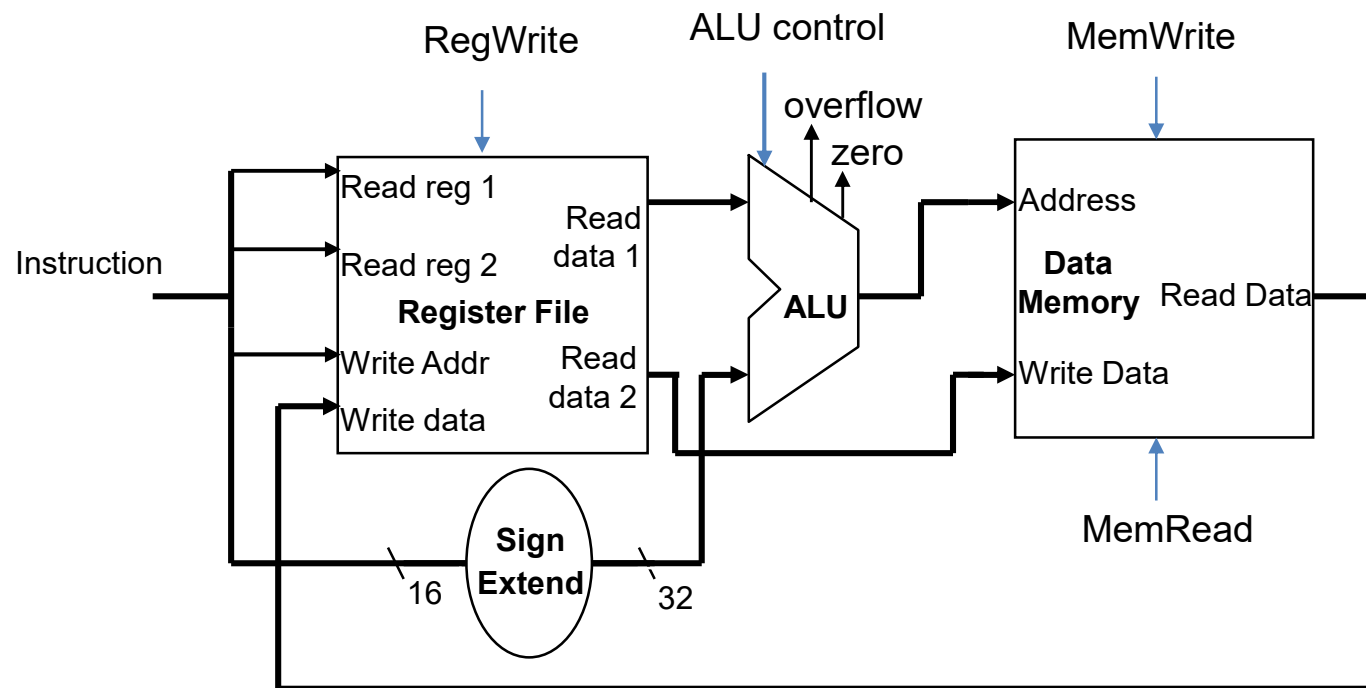 RegWrite
ALU control
MemWrite
overflow
zero
Instruction
Read reg 1
Read reg 2
Register File
Write Addr
Write data
Read
data 1
Read
data 2
ALU
Address
Data
Memory
Read Data
Write Data
MemRead
Sign
Extend
16
32